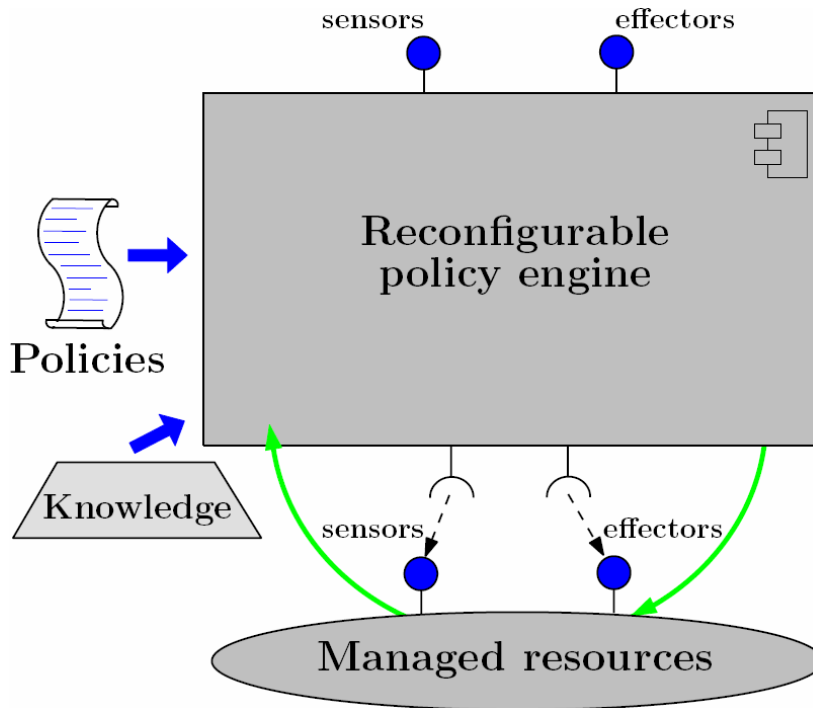 sensors effectors
Reconfigurable
policy engine
Policies
Knowledge
sensors effectors
Managed resources